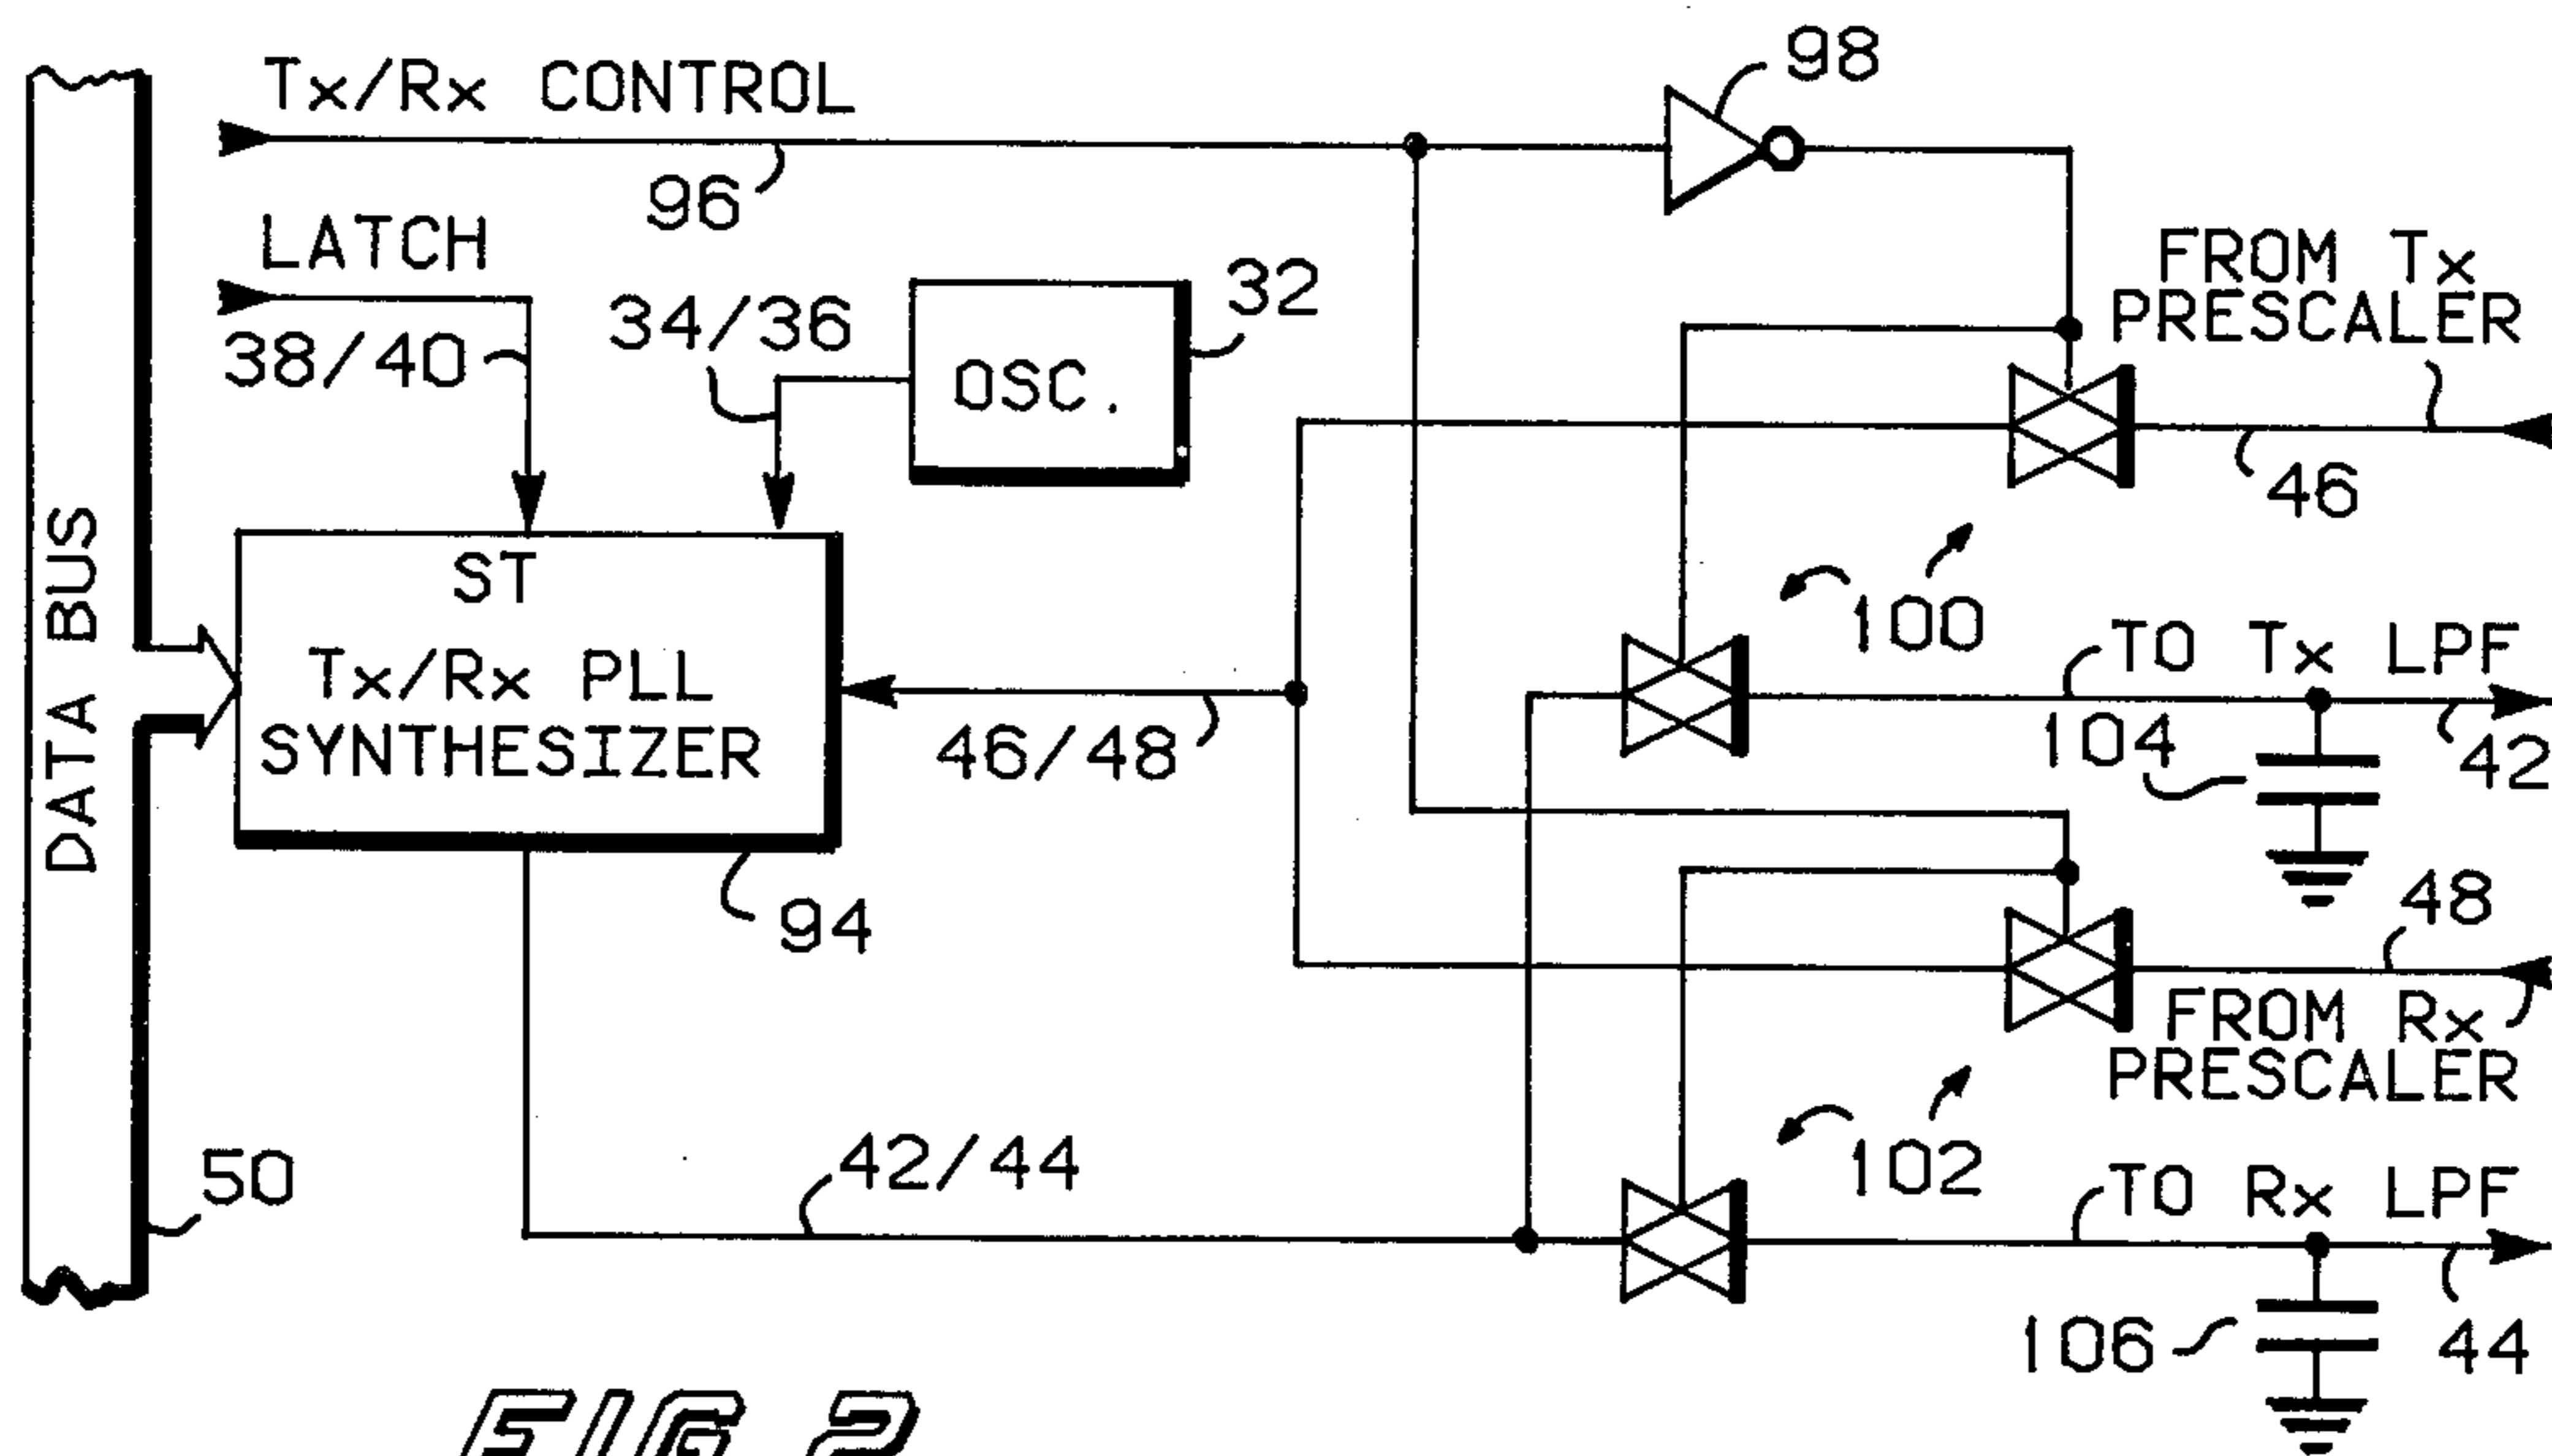 Tx/Rx CONTROL
98
96
LATCH
38/40
34/36
32
OSC.
FROM Tx
PRESCALER
46
DATA BUS
ST
Tx/Rx PLL
SYNTHESIZER
46/48
100
TO Tx LPF
104
42
94
48
FROM Rx
PRESCALER
50
42/44
102
TO Rx LPF
106
44
FIG. 2